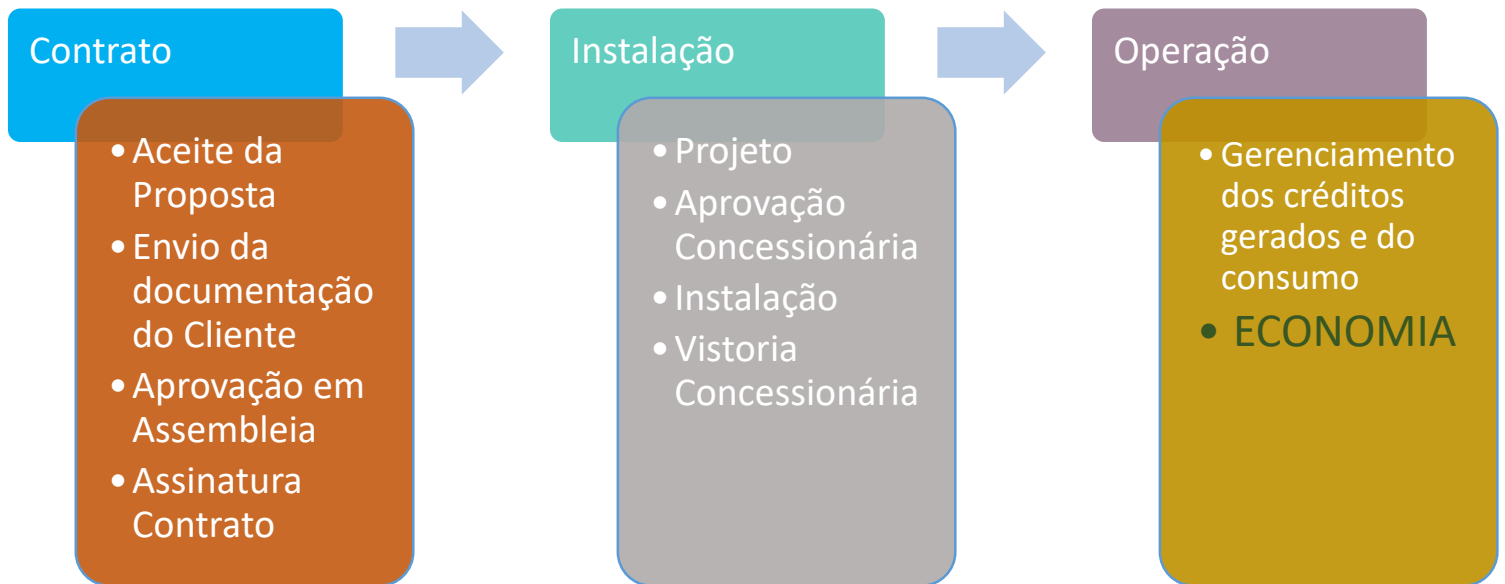 Contrato
• Aceite da
Proposta
• Envio da
documentação
do Cliente
• Aprovação em
Assembleia
• Assinatura
Contrato
Instalação
• Projeto
• Aprovação
Concessionária
• Instalação
• Vistoria
Concessionária
Operação
• Gerenciamento
dos créditos
gerados e do
consumo
• ECONOMIA